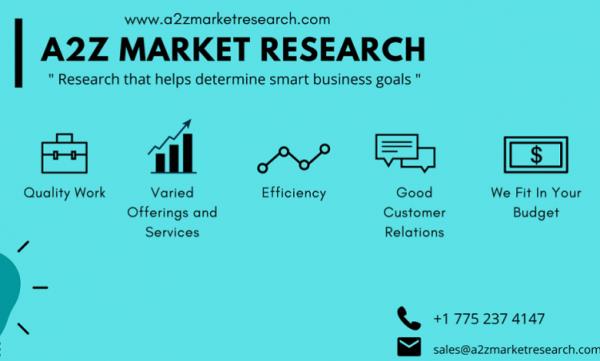 www.a2zmarketresearch.com
A2Z MARKET RESEARCH
" Research that helps determine smart business goals "
Quality Work
Varied
Offerings and
Services
Efficiency
Good
Customer
Relations
$
We Fit In Your
Budget
+1 775 237 4147
sales@a2zmarketresearch.com